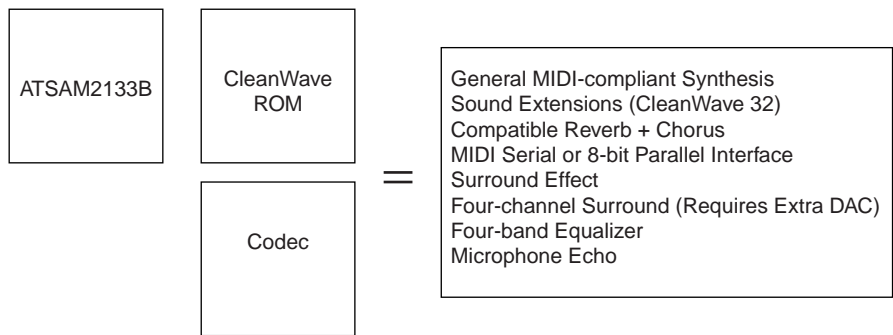 ATSAM2133B
CleanWave
ROM
Codec
=
General MIDI-compliant Synthesis
Sound Extensions (CleanWave 32)
Compatible Reverb + Chorus
MIDI Serial or 8-bit Parallel Interface
Surround Effect
Four-channel Surround (Requires Extra DAC)
Four-band Equalizer
Microphone Echo